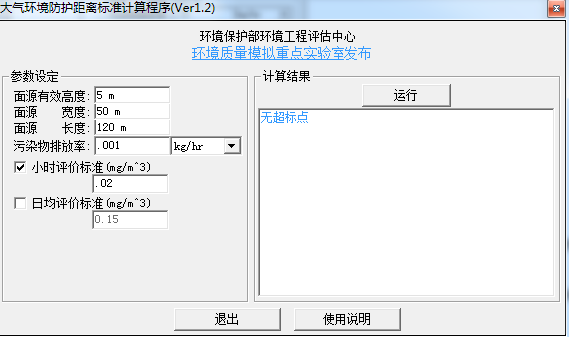 大气环境防护距离标准计算程序(Ver1.2)
环境保护部环境工程评估中心
环境质量模拟重点实验室发布
参数设定
面源有效高度: 5 m
面源 宽度: 50 m
面源 长度: 120 m
污染物排放率: .001 kg/hr
小时评价标准(mg/m^3)
.02
日均评价标准(mg/m^3)
0.15
计算结果
运行
无超标点
退出 使用说明